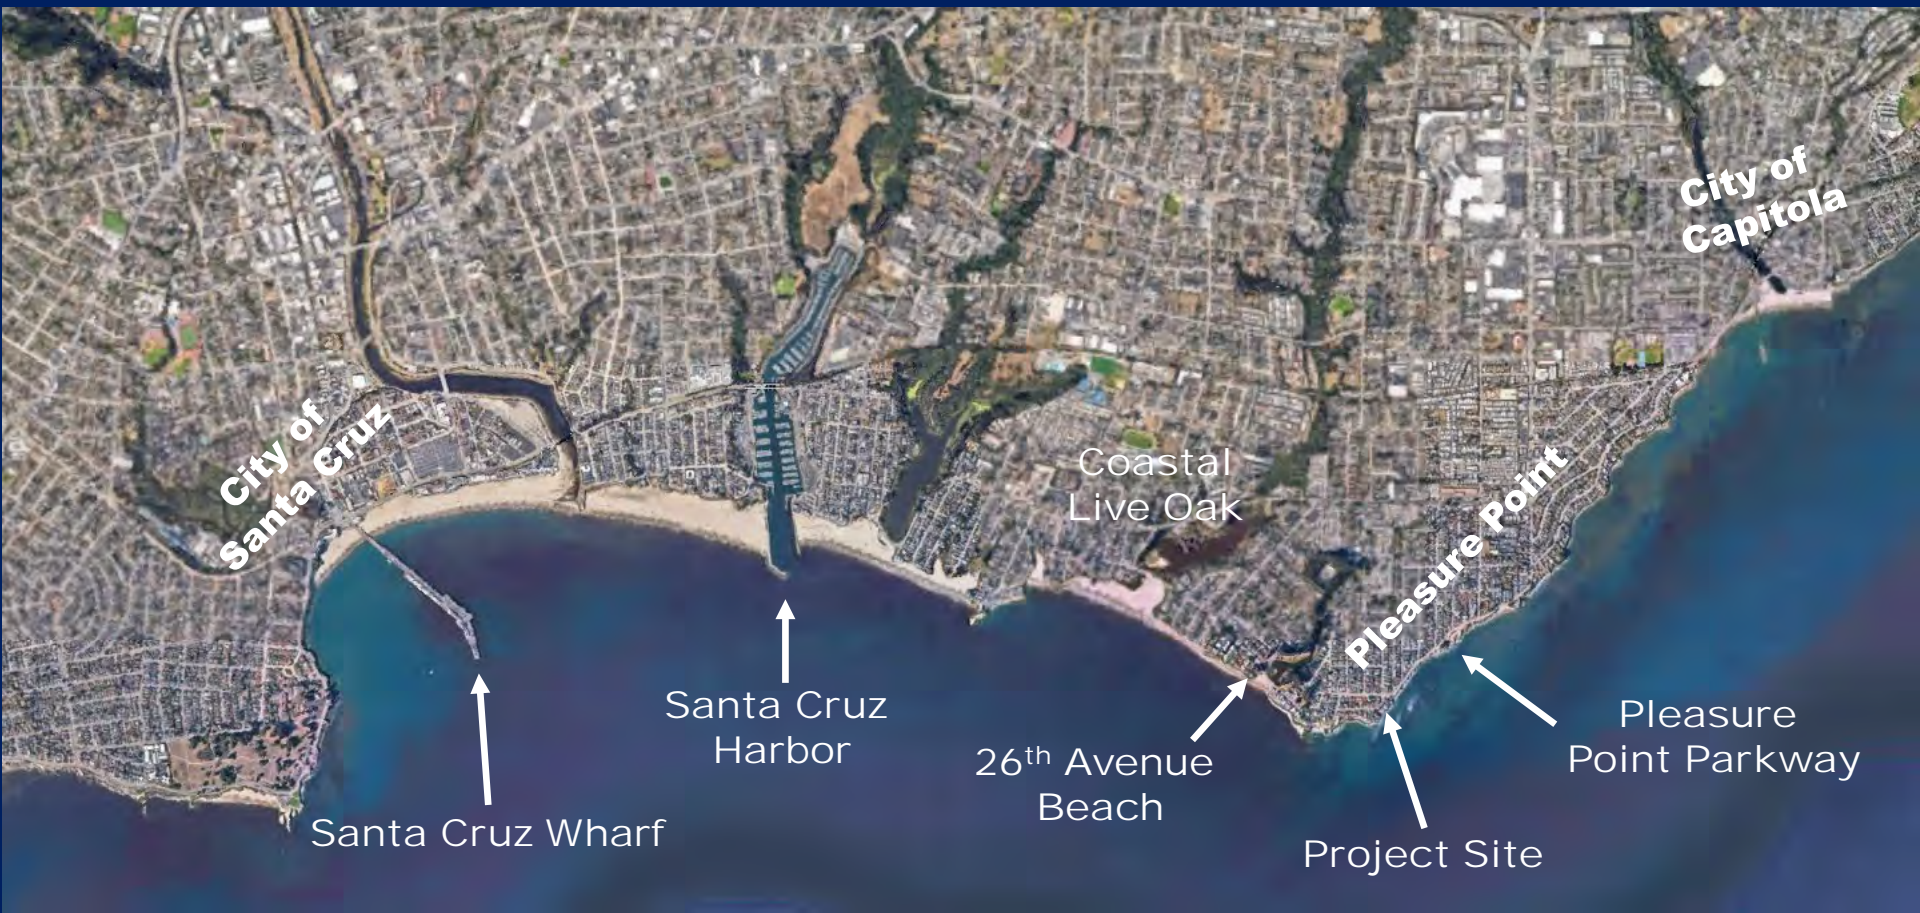 City of
Capitola
City of
Santa Cruz
Coastal
Live Oak
Pleasure Point
Santa Cruz
Harbor
26th Avenue
Beach
Pleasure
Point Parkway
Santa Cruz Wharf
Project Site